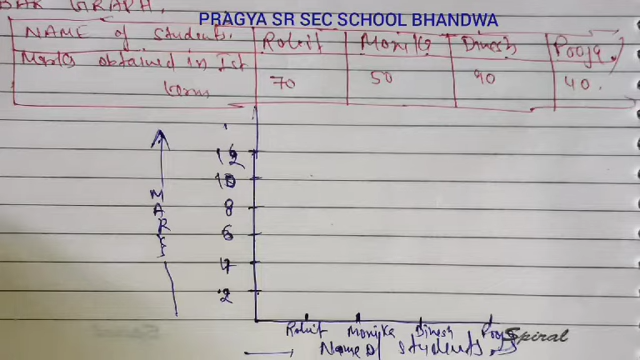 BAR GRAPH.
PRAGYA SR SEC SCHOOL BHANDWA
NAME of students. Rohit Monika Dinesh Pooja
Marks obtained in Ist term 70 50 90 40.
12
10
8
6
4
2
MARKS
Rohit Monika Dinesh Pooja
Name of students.
Spiral